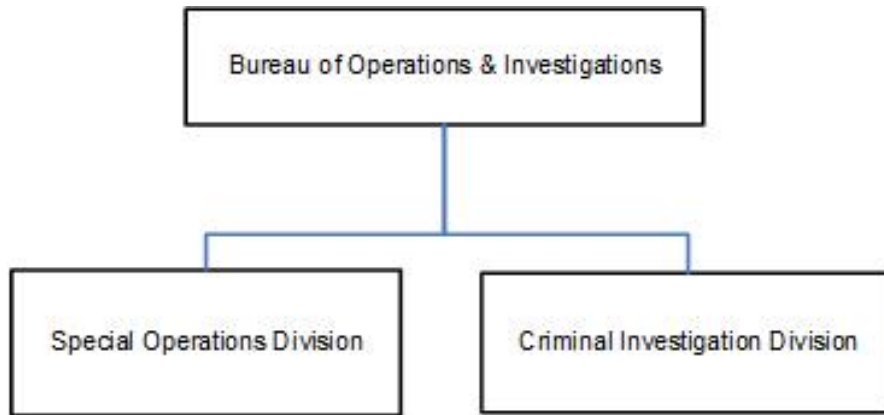 Bureau of Operations & Investigations
Special Operations Division
Criminal Investigation Division